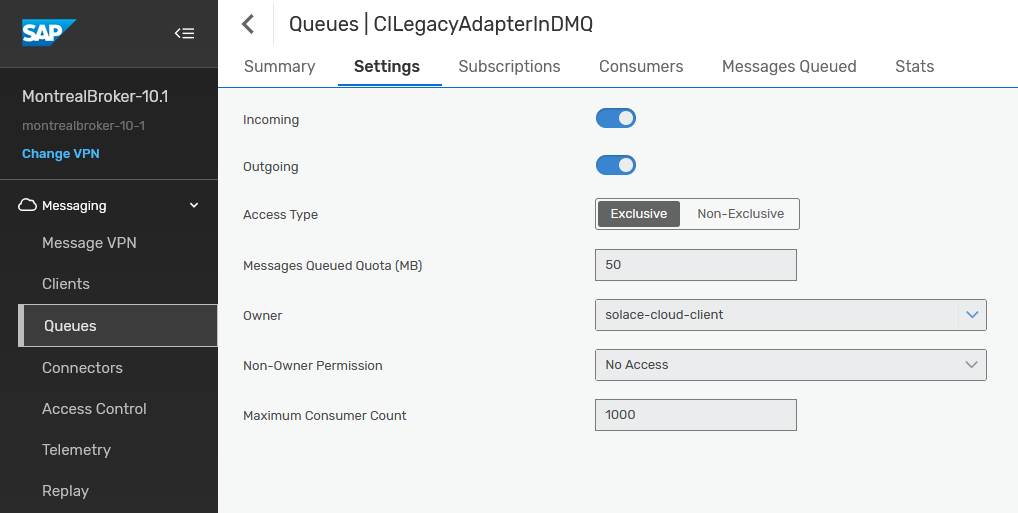 SAP
MontrealBroker-10.1
montrealbroker-10-1
Change VPN
Messaging
Message VPN
Clients
Queues
Connectors
Access Control
Telemetry
Replay
Queues | CILegacyAdapterInDMQ
Summary Settings Subscriptions Consumers Messages Queued Stats
Incoming
Outgoing
Access Type Exclusive Non-Exclusive
Messages Queued Quota (MB) 50
Owner solace-cloud-client
Non-Owner Permission No Access
Maximum Consumer Count 1000